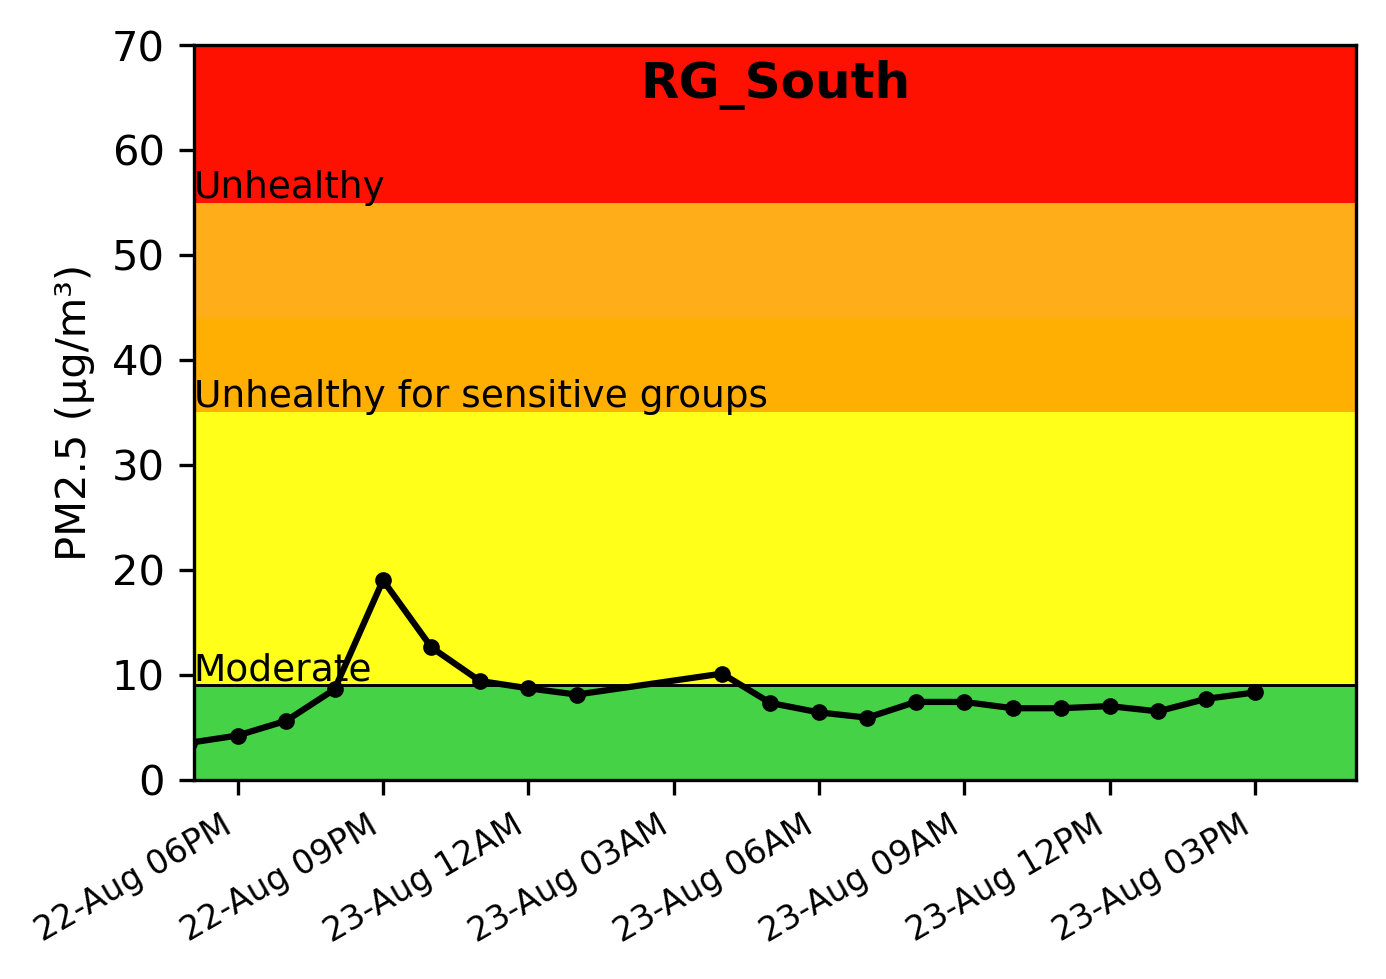 RG_South
PM2.5 (µg/m³)
70
60
50
40
30
20
10
0
Unhealthy
Unhealthy for sensitive groups
Moderate
22-Aug 06PM
22-Aug 09PM
23-Aug 12AM
23-Aug 03AM
23-Aug 06AM
23-Aug 09AM
23-Aug 12PM
23-Aug 03PM